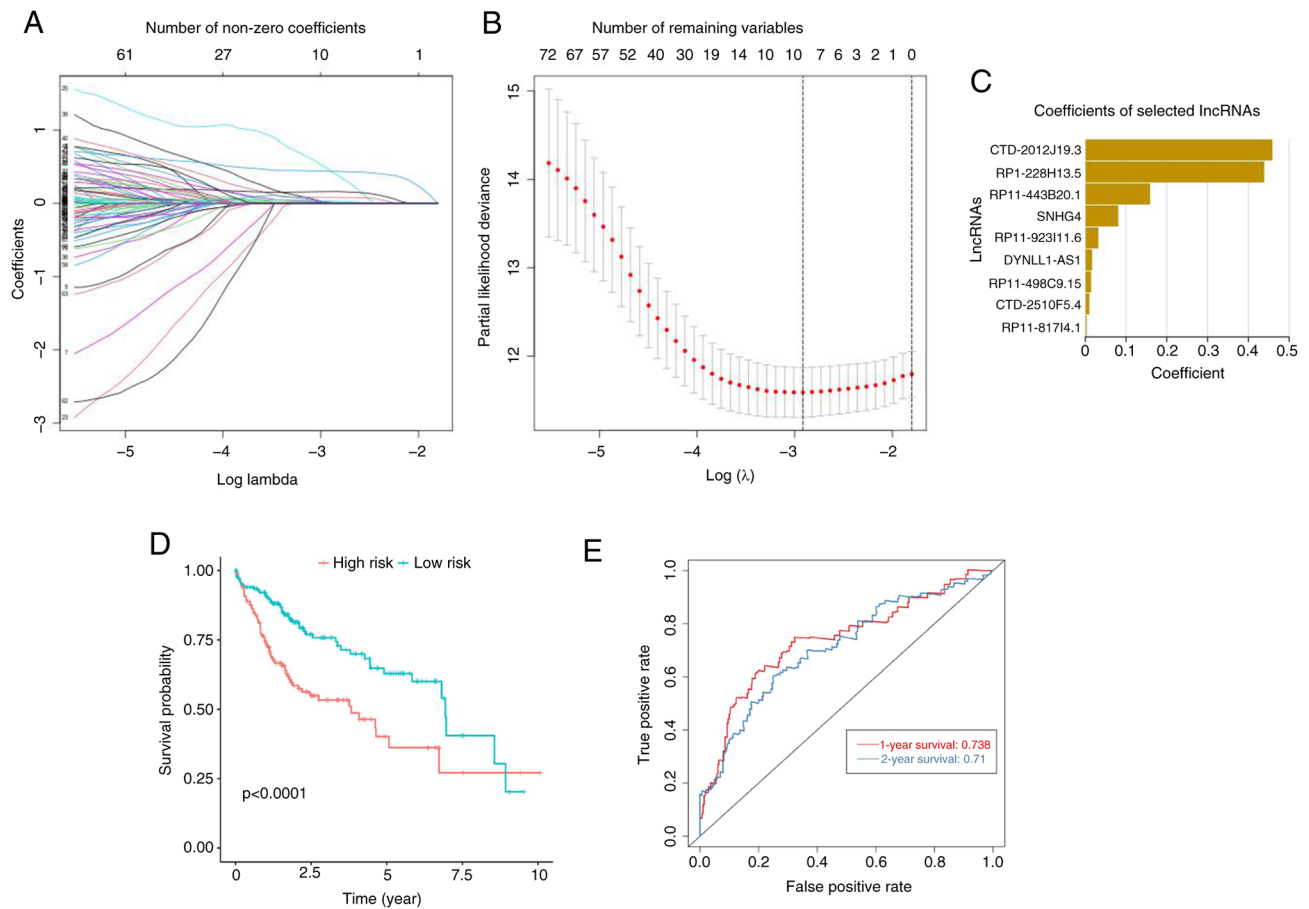 A
Number of non-zero coefficients
61 27 10 1
Coefficients
1
0
−1
−2
−3
20
39
40
9
63
7
62
23
−5 −4 −3 −2
Log lambda
B
Number of remaining variables
72 67 57 52 40 30 19 14 10 10 7 6 3 2 1 0
Partial likelihood deviance
15
14
13
12
−5 −4 −3 −2
Log (λ)
C
Coefficients of selected lncRNAs
LncRNAs
CTD-2012J19.3
RP1-228H13.5
RP11-443B20.1
SNHG4
RP11-923I11.6
DYNLL1-AS1
RP11-498C9.15
CTD-2510F5.4
RP11-817I4.1
0 0.1 0.2 0.3 0.4 0.5
Coefficient
D
High risk Low risk
Survival probability
1.00
0.75
0.50
0.25
0.00
p<0.0001
0 2.5 5 7.5 10
Time (year)
E
True positive rate
1.0
0.8
0.6
0.4
0.2
0.0
1-year survival: 0.738
2-year survival: 0.71
0.0 0.2 0.4 0.6 0.8 1.0
False positive rate